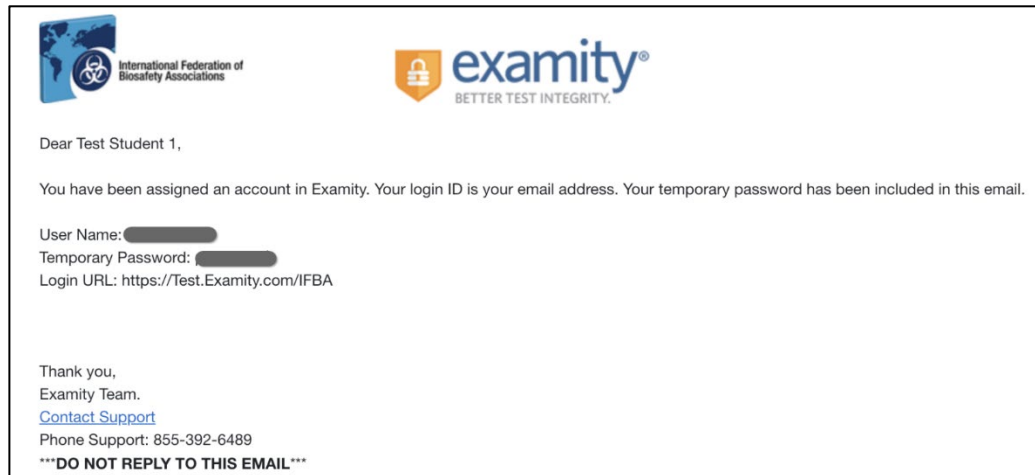 International Federation of
Biosafety Associations
examity®
BETTER TEST INTEGRITY.
Dear Test Student 1,
You have been assigned an account in Examity. Your login ID is your email address. Your temporary password has been included in this email.
User Name:
Temporary Password:
Login URL: https://Test.Examity.com/IFBA
Thank you,
Examity Team.
Contact Support
Phone Support: 855-392-6489
***DO NOT REPLY TO THIS EMAIL***